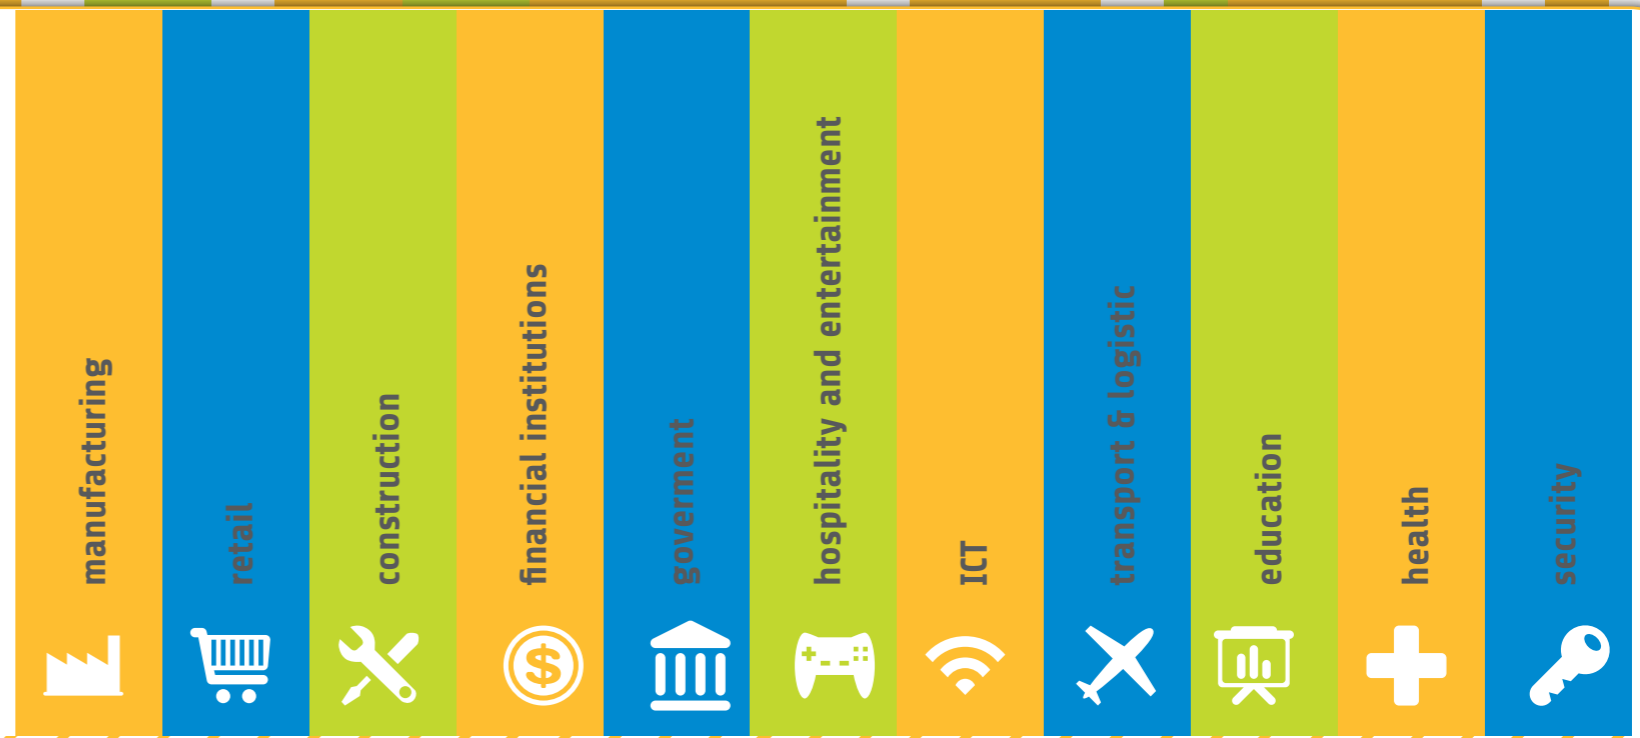 manufacturing
retail
construction
financial institutions
goverment
hospitality and entertainment
ICT
transport & logistic
education
health
security